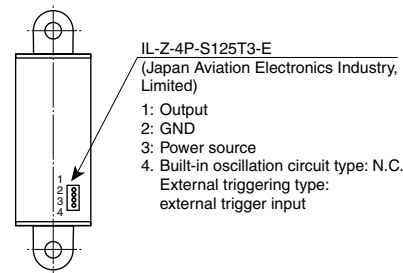 IL-Z-4P-S125T3-E
(Japan Aviation Electronics Industry,
Limited)
1: Output
2: GND
3: Power source
4. Built-in oscillation circuit type: N.C.
External triggering type:
external trigger input
1
2
3
4